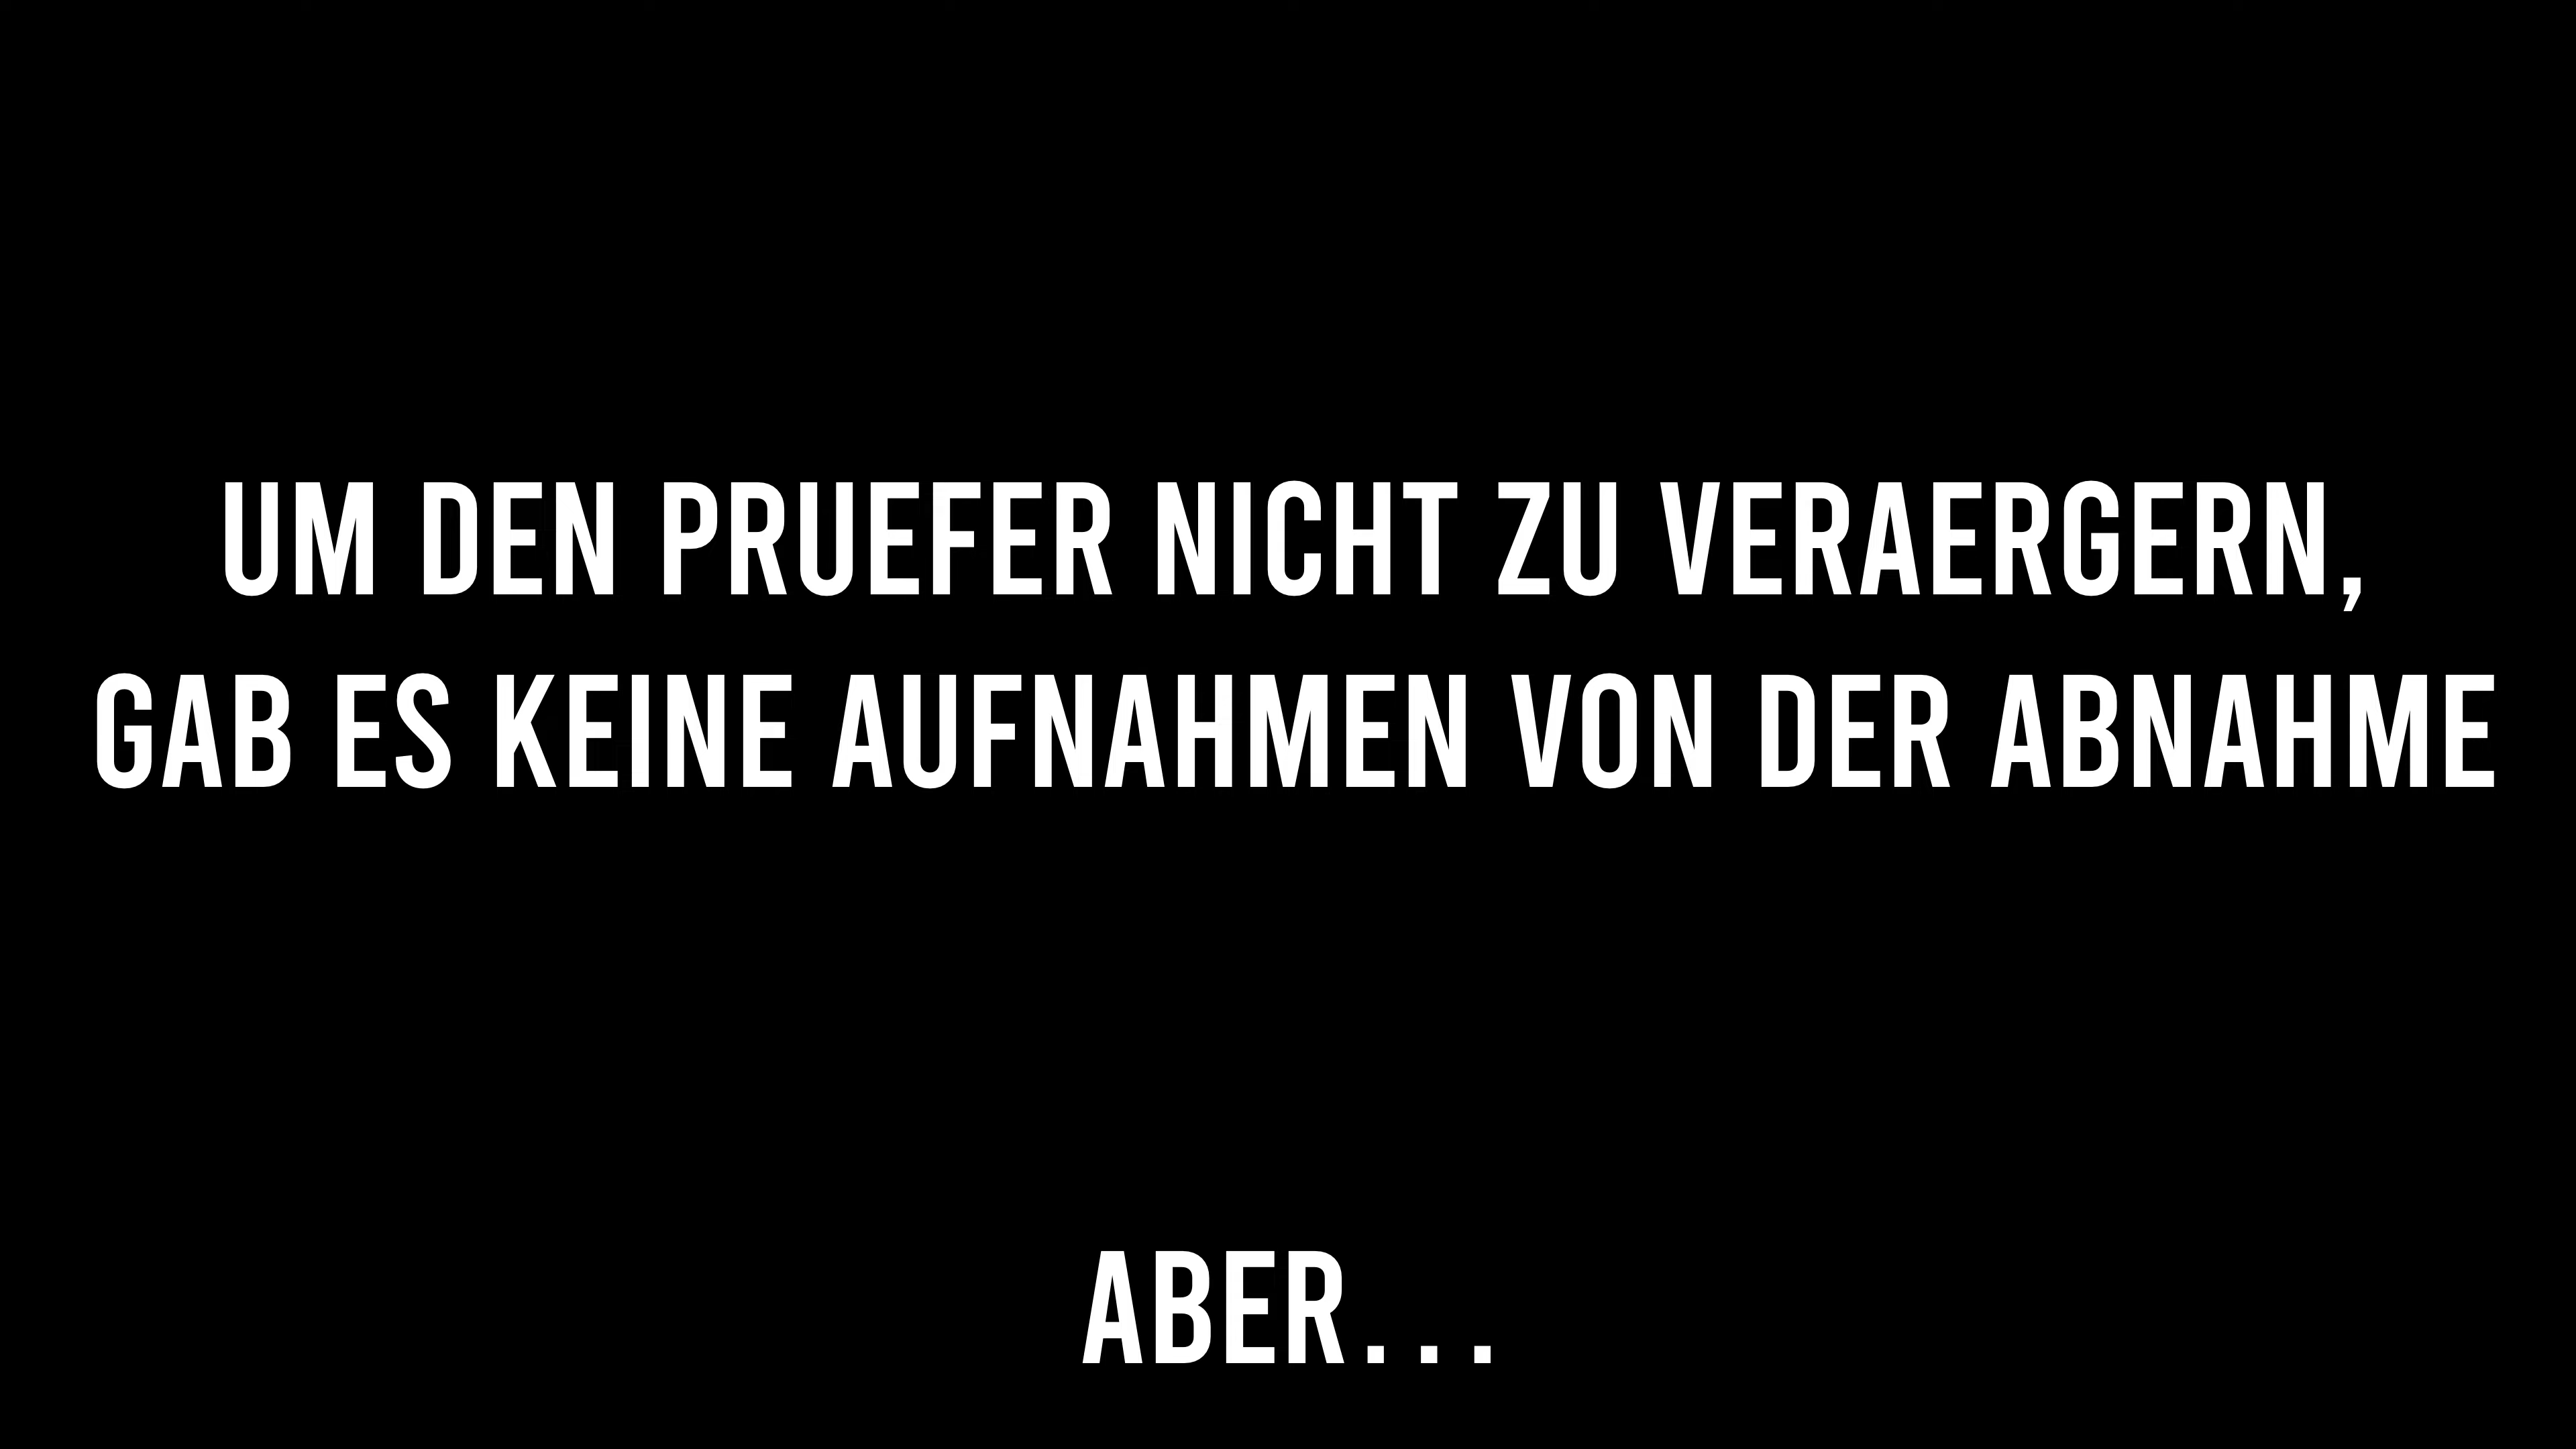 UM DEN PRUEFER NICHT ZU VERAERGERN,
GAB ES KEINE AUFNAHMEN VON DER ABNAHME
ABER...